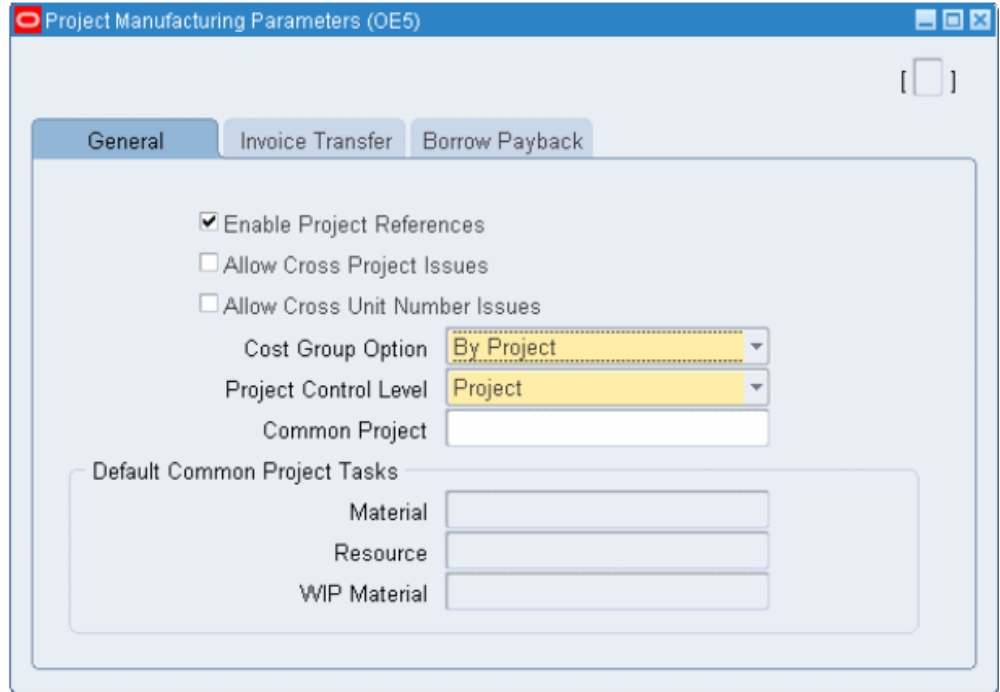 Project Manufacturing Parameters (OE5)
[ ]
General Invoice Transfer Borrow Payback
Enable Project References
Allow Cross Project Issues
Allow Cross Unit Number Issues
Cost Group Option By Project
Project Control Level Project
Common Project
Default Common Project Tasks
Material
Resource
WIP Material